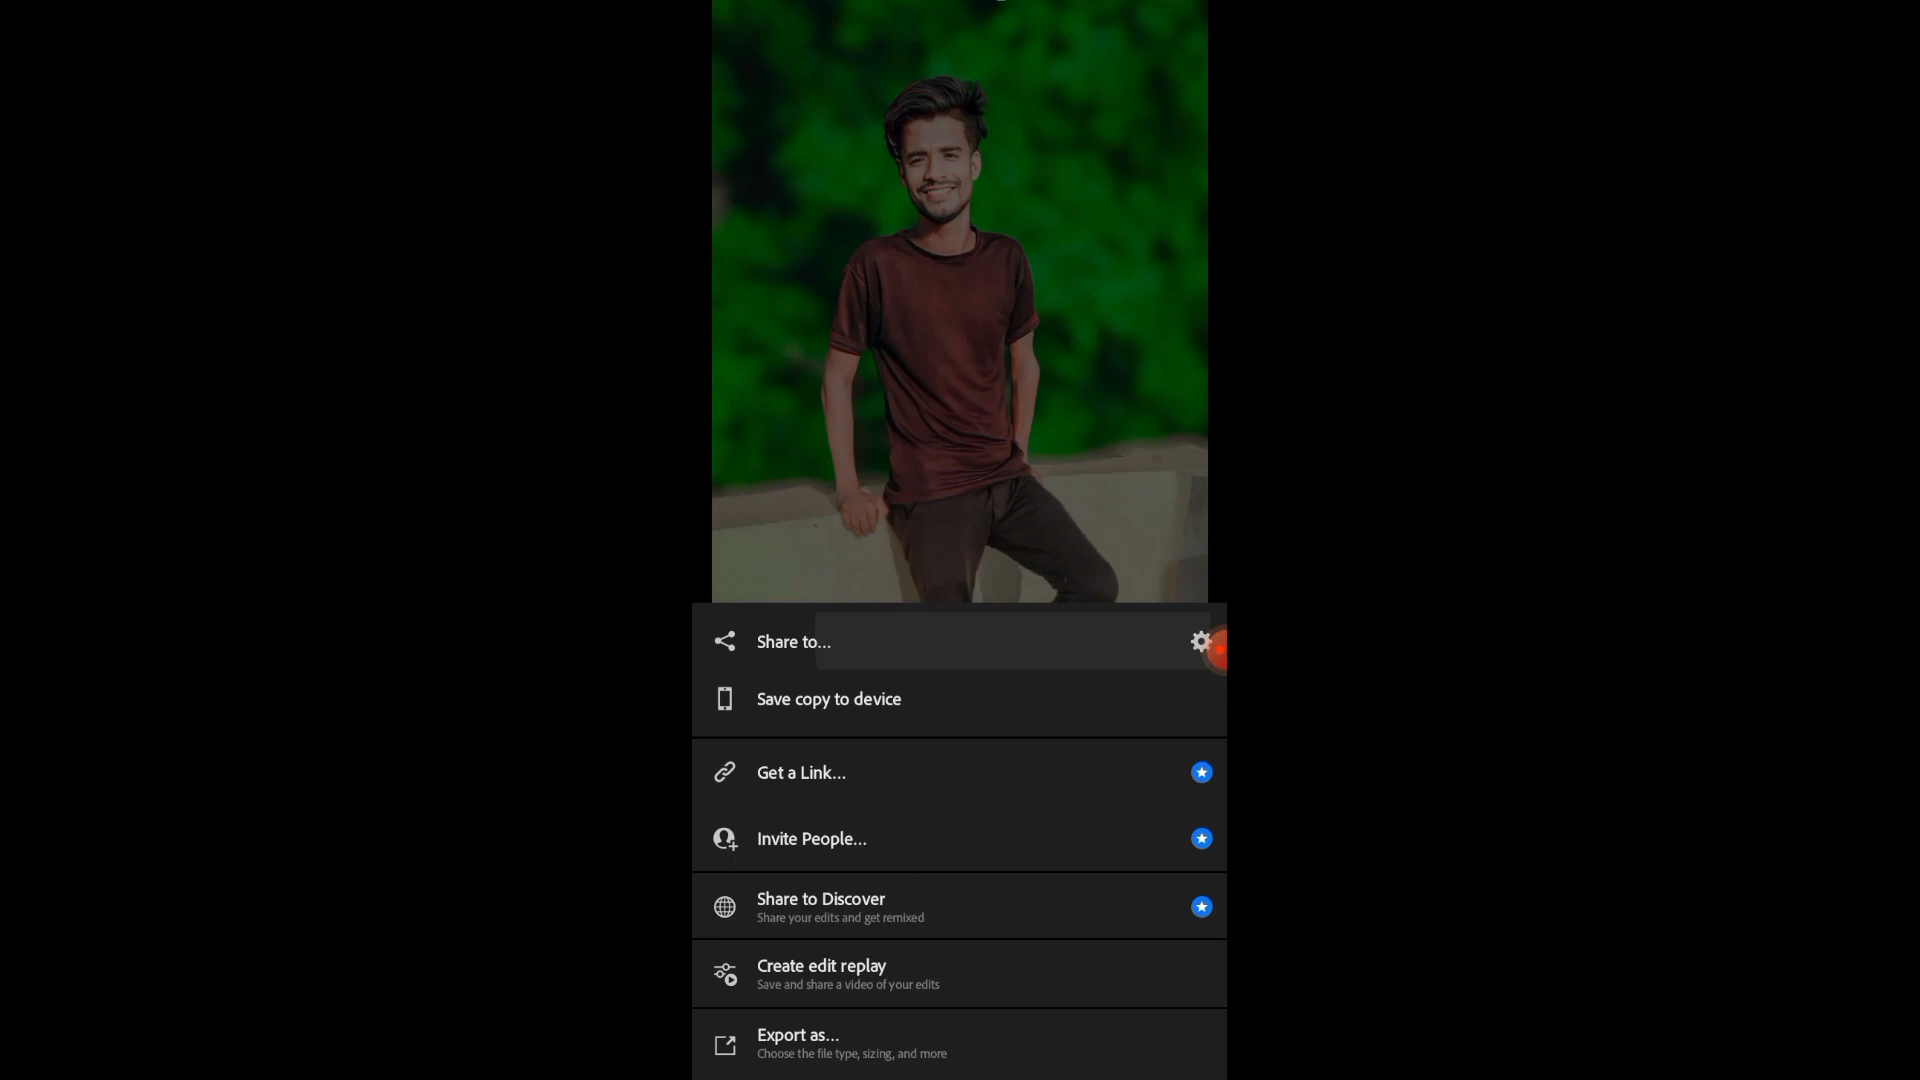 Share to...
Save copy to device
Get a Link...
Invite People...
Share to Discover
Share your edits and get remixed
Create edit replay
Save and share a video of your edits
Export as...
Choose the file type, sizing, and more